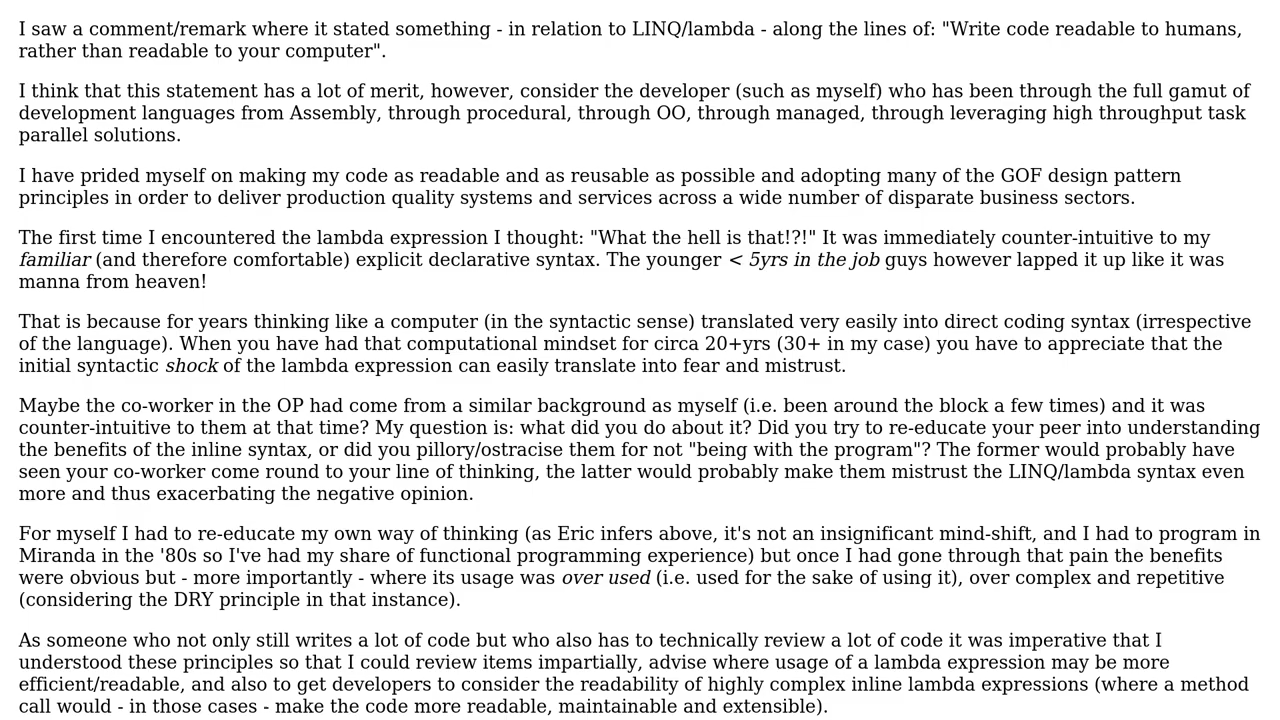 I saw a comment/remark where it stated something - in relation to LINQ/lambda - along the lines of: "Write code readable to humans,
rather than readable to your computer".
I think that this statement has a lot of merit, however, consider the developer (such as myself) who has been through the full gamut of
development languages from Assembly, through procedural, through OO, through managed, through leveraging high throughput task
parallel solutions.
I have prided myself on making my code as readable and as reusable as possible and adopting many of the GOF design pattern
principles in order to deliver production quality systems and services across a wide number of disparate business sectors.
The first time I encountered the lambda expression I thought: "What the hell is that!?!" It was immediately counter-intuitive to my
familiar (and therefore comfortable) explicit declarative syntax. The younger < 5yrs in the job guys however lapped it up like it was
manna from heaven!
That is because for years thinking like a computer (in the syntactic sense) translated very easily into direct coding syntax (irrespective
of the language). When you have had that computational mindset for circa 20+yrs (30+ in my case) you have to appreciate that the
initial syntactic shock of the lambda expression can easily translate into fear and mistrust.
Maybe the co-worker in the OP had come from a similar background as myself (i.e. been around the block a few times) and it was
counter-intuitive to them at that time? My question is: what did you do about it? Did you try to re-educate your peer into understanding
the benefits of the inline syntax, or did you pillory/ostracise them for not "being with the program"? The former would probably have
seen your co-worker come round to your line of thinking, the latter would probably make them mistrust the LINQ/lambda syntax even
more and thus exacerbating the negative opinion.
For myself I had to re-educate my own way of thinking (as Eric infers above, it's not an insignificant mind-shift, and I had to program in
Miranda in the '80s so I've had my share of functional programming experience) but once I had gone through that pain the benefits
were obvious but - more importantly - where its usage was over used (i.e. used for the sake of using it), over complex and repetitive
(considering the DRY principle in that instance).
As someone who not only still writes a lot of code but who also has to technically review a lot of code it was imperative that I
understood these principles so that I could review items impartially, advise where usage of a lambda expression may be more
efficient/readable, and also to get developers to consider the readability of highly complex inline lambda expressions (where a method
call would - in those cases - make the code more readable, maintainable and extensible).